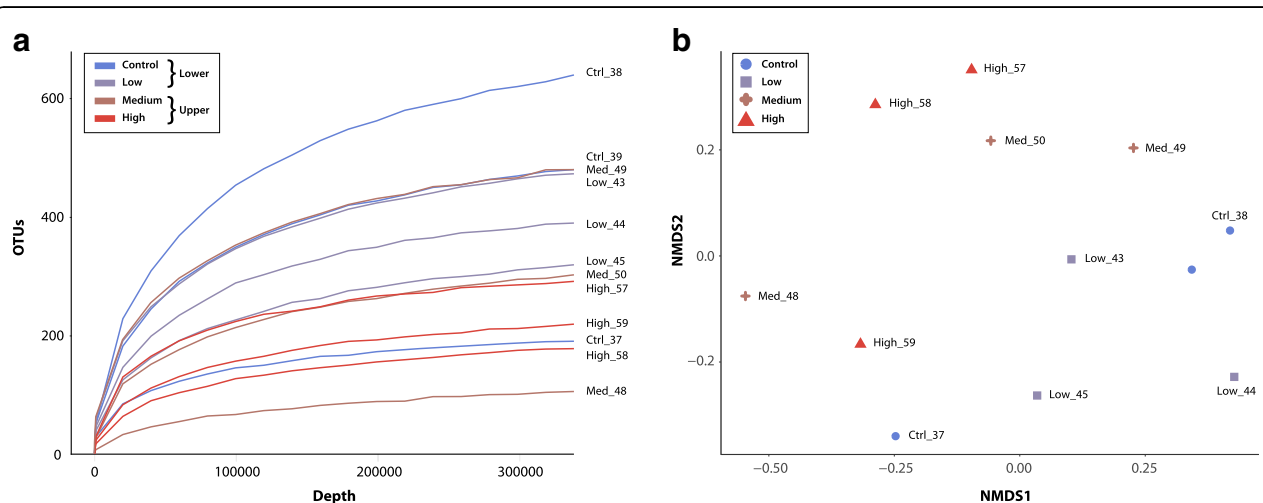 a
Control
Low
Lower
Medium
High
Upper
OTUs
600
400
200
0
0
100000
200000
300000
Depth
Ctrl_38
Ctrl_39
Med_49
Low_43
Low_44
Low_45
Med_50
High_57
High_59
Ctrl_37
High_58
Med_48
b
Control
Low
Medium
High
NMDS2
0.2
0.0
−0.2
−0.50
−0.25
0.00
0.25
NMDS1
High_57
High_58
Med_50
Med_49
Ctrl_38
Low_43
Med_48
High_59
Low_45
Low_44
Ctrl_37